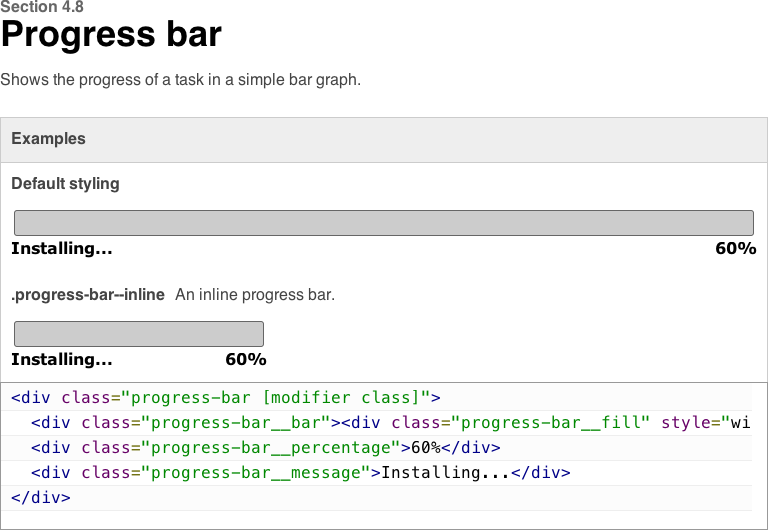 Section 4.8
Progress bar
Shows the progress of a task in a simple bar graph.
Examples
Default styling
Installing... 60%
.progress-bar--inline An inline progress bar.
Installing... 60%
<div class="progress-bar [modifier class]">
<div class="progress-bar__bar"><div class="progress-bar__fill" style="wi
<div class="progress-bar__percentage">60%</div>
<div class="progress-bar__message">Installing...</div>
</div>